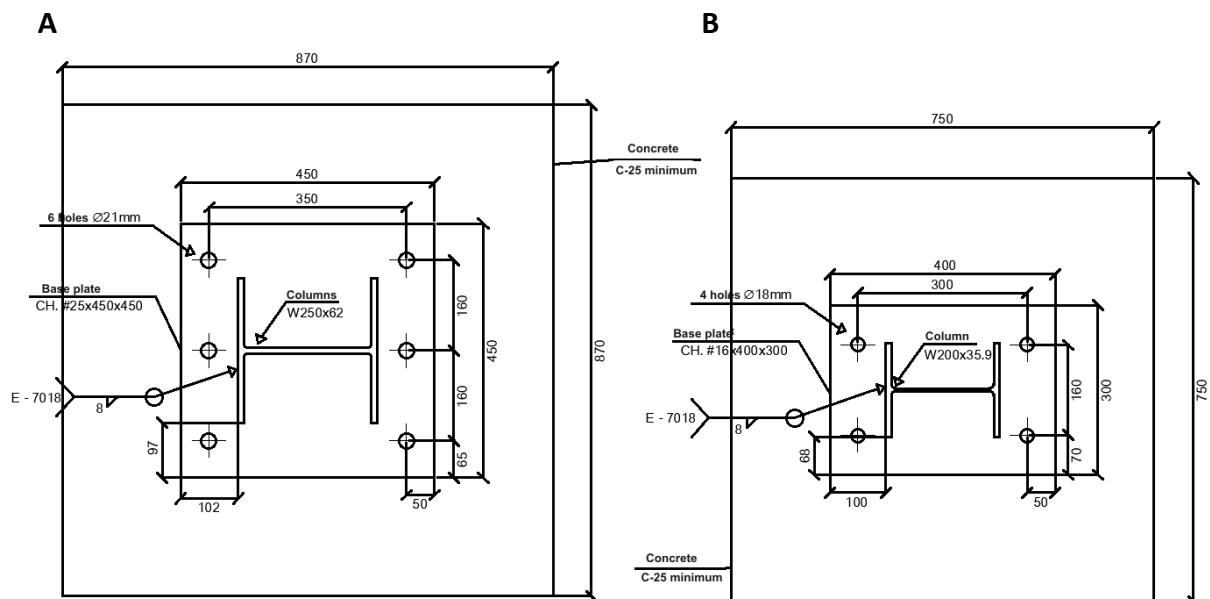 A
B
870
Concrete
C-25 minimum
450
350
6 holes Ø21mm
Base plate
CH. #25x450x450
Columns
W250x62
160
160
450
870
E - 7018
8
97
65
102
50
750
400
300
4 holes Ø18mm
Base plate
CH. #16x400x300
Column
W200x35.9
160
300
750
E - 7018
8
68
70
100
50
Concrete
C-25 minimum